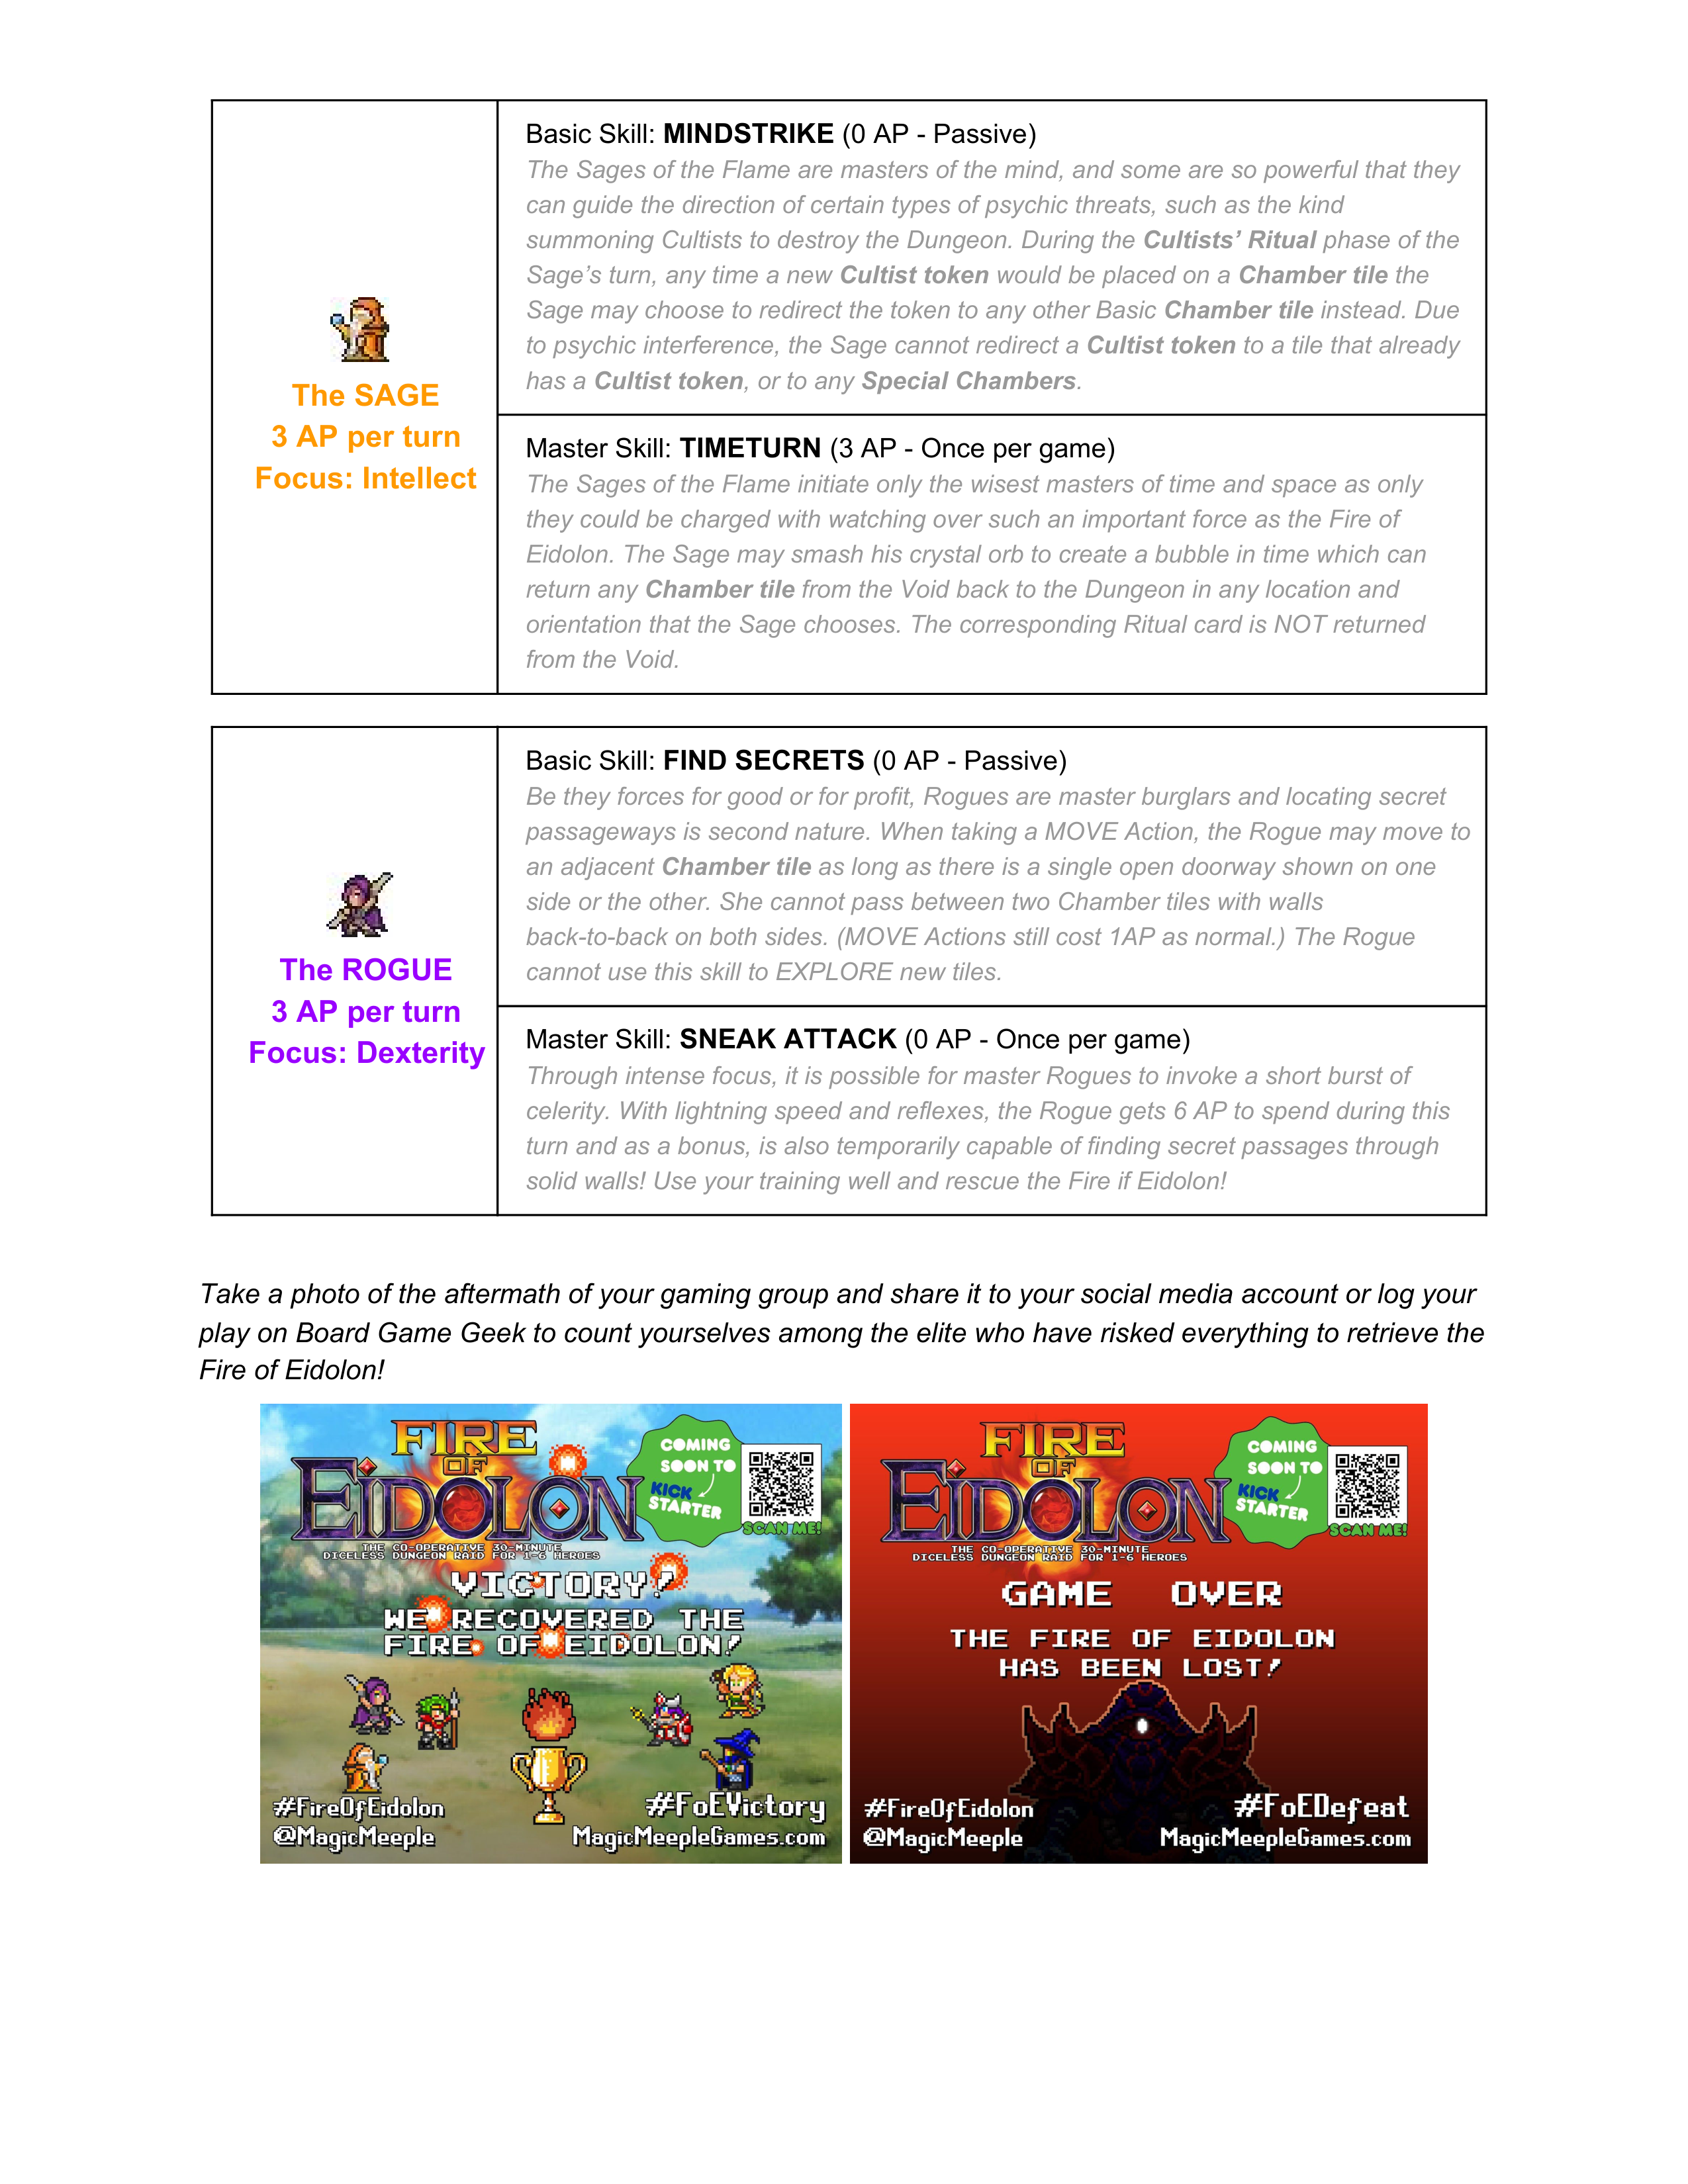 Basic Skill: MINDSTRIKE (0 AP - Passive)
The Sages of the Flame are masters of the mind, and some are so powerful that they
can guide the direction of certain types of psychic threats, such as the kind
summoning Cultists to destroy the Dungeon. During the Cultists’ Ritual phase of the
Sage’s turn, any time a new Cultist token would be placed on a Chamber tile the
Sage may choose to redirect the token to any other Basic Chamber tile instead. Due
to psychic interference, the Sage cannot redirect a Cultist token to a tile that already
has a Cultist token, or to any Special Chambers.
The SAGE
3 AP per turn
Focus: Intellect
Master Skill: TIMETURN (3 AP - Once per game)
The Sages of the Flame initiate only the wisest masters of time and space as only
they could be charged with watching over such an important force as the Fire of
Eidolon. The Sage may smash his crystal orb to create a bubble in time which can
return any Chamber tile from the Void back to the Dungeon in any location and
orientation that the Sage chooses. The corresponding Ritual card is NOT returned
from the Void.
Basic Skill: FIND SECRETS (0 AP - Passive)
Be they forces for good or for profit, Rogues are master burglars and locating secret
passageways is second nature. When taking a MOVE Action, the Rogue may move to
an adjacent Chamber tile as long as there is a single open doorway shown on one
side or the other. She cannot pass between two Chamber tiles with walls
back-to-back on both sides. (MOVE Actions still cost 1AP as normal.) The Rogue
cannot use this skill to EXPLORE new tiles.
The ROGUE
3 AP per turn
Focus: Dexterity
Master Skill: SNEAK ATTACK (0 AP - Once per game)
Through intense focus, it is possible for master Rogues to invoke a short burst of
celerity. With lightning speed and reflexes, the Rogue gets 6 AP to spend during this
turn and as a bonus, is also temporarily capable of finding secret passages through
solid walls! Use your training well and rescue the Fire if Eidolon!
Take a photo of the aftermath of your gaming group and share it to your social media account or log your
play on Board Game Geek to count yourselves among the elite who have risked everything to retrieve the
Fire of Eidolon!
FIRE
OF
EIDOLON
COMING
SOON TO
KICK
STARTER
SCAN ME!
THE CO-OPERATIVE 30-MINUTE
DICELESS DUNGEON RAID FOR 1-6 HEROES
VICTORY!
WE RECOVERED THE
FIRE OF EIDOLON!
#FireOfEidolon
@MagicMeeple
#FoEVictory
MagicMeepleGames.com
FIRE
OF
EIDOLON
COMING
SOON TO
KICK
STARTER
SCAN ME!
THE CO-OPERATIVE 30-MINUTE
DICELESS DUNGEON RAID FOR 1-6 HEROES
GAME OVER
THE FIRE OF EIDOLON
HAS BEEN LOST!
#FireOfEidolon
@MagicMeeple
#FoEDefeat
MagicMeepleGames.com